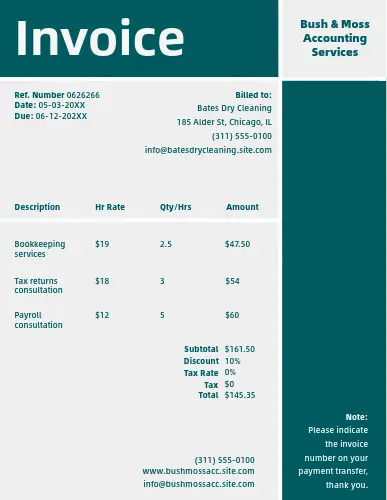 Invoice
Bush & Moss
Accounting
Services
Ref. Number 0626266
Date: 05-03-20XX
Due: 06-12-202XX
Billed to:
Bates Dry Cleaning
185 Alder St, Chicago, IL
(311) 555-0100
info@batesdrycleaning.site.com
Description Hr Rate Qty/Hrs Amount
Bookkeeping
services $19 2.5 $47.50
Tax returns
consultation $18 3 $54
Payroll
consultation $12 5 $60
Subtotal $161.50
Discount 10%
Tax Rate 0%
Tax $0
Total $145.35
(311) 555-0100
www.bushmossacc.site.com
info@bushmossacc.site.com
Note:
Please indicate
the invoice
number on your
payment transfer,
thank you.